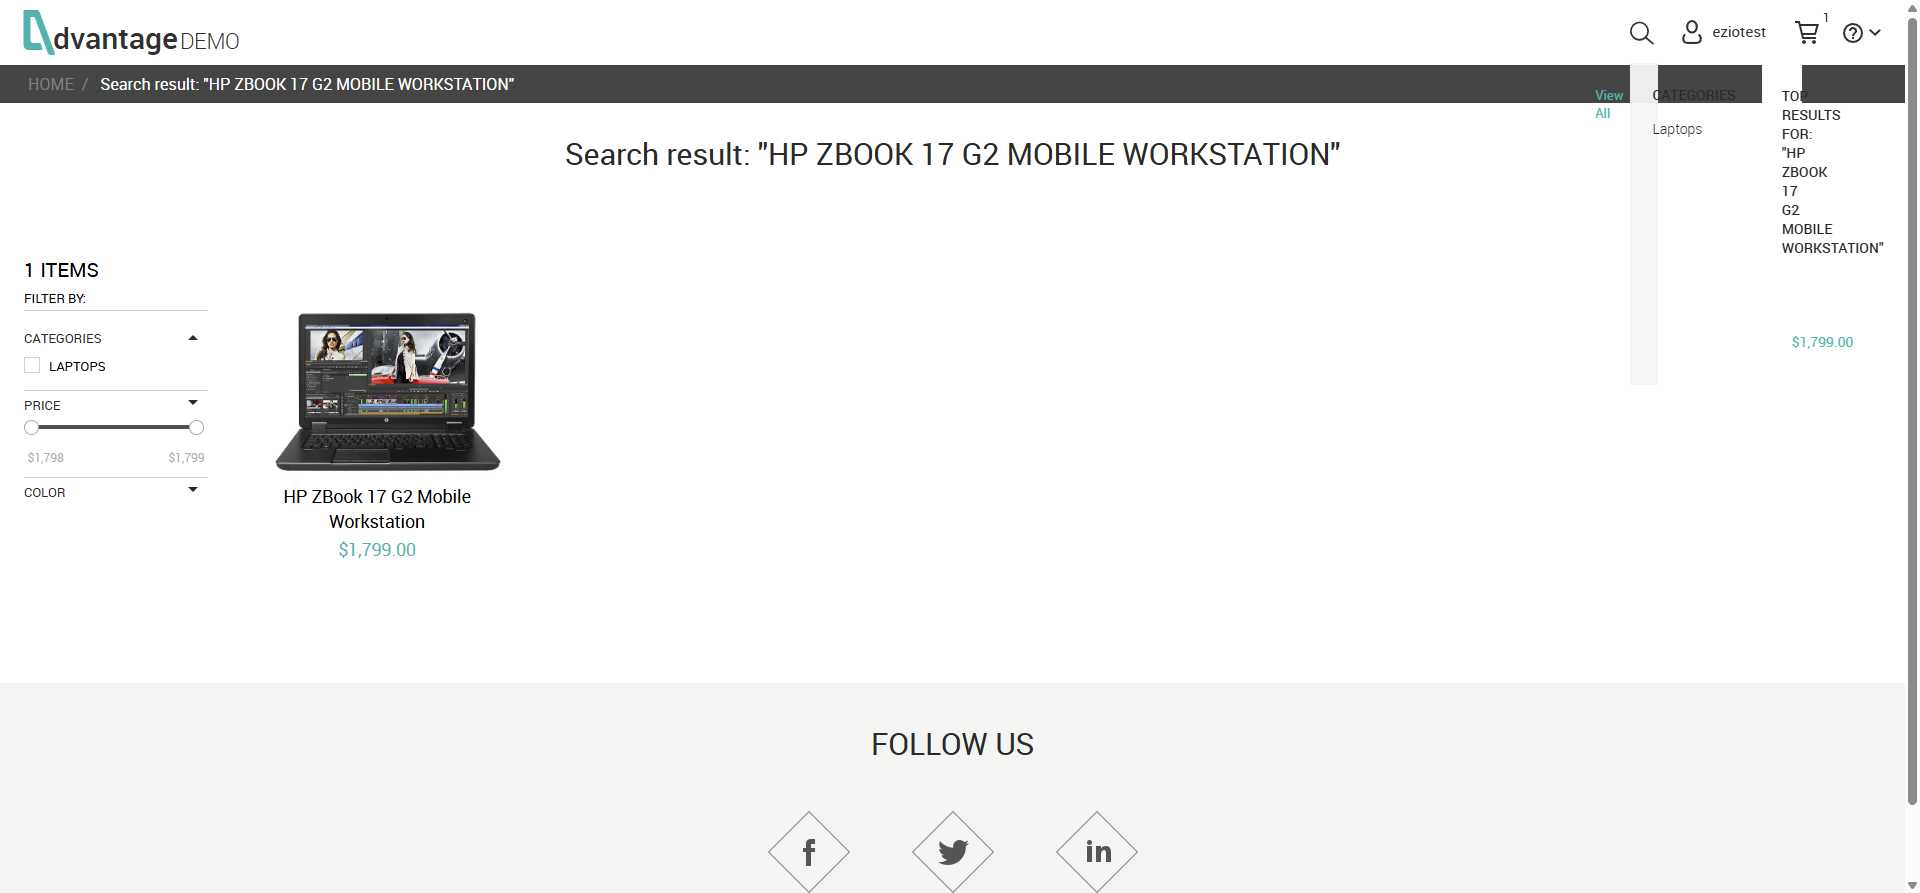 dvantage DEMO
eziotest
1
HOME / Search result: "HP ZBOOK 17 G2 MOBILE WORKSTATION"
View
All
CATEGORIES
Laptops
TOP
RESULTS
FOR:
"HP
ZBOOK
17
G2
MOBILE
WORKSTATION"
$1,799.00
Search result: "HP ZBOOK 17 G2 MOBILE WORKSTATION"
1 ITEMS
FILTER BY:
CATEGORIES
LAPTOPS
PRICE
$1,798 $1,799
COLOR
HP ZBook 17 G2 Mobile
Workstation
$1,799.00
FOLLOW US
f
in